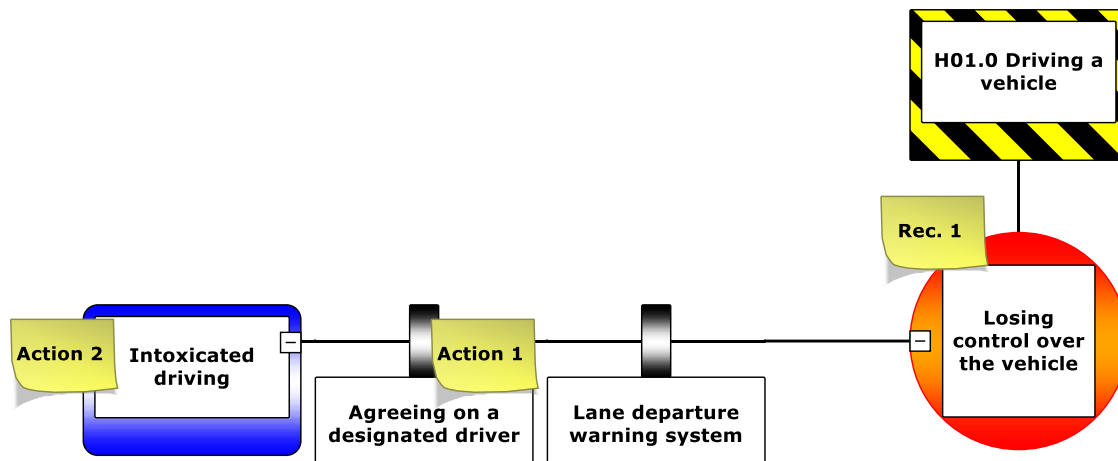 H01.0 Driving a
vehicle
Rec. 1
Losing
control over
the vehicle
Action 2
Intoxicated
driving
Action 1
Agreeing on a
designated driver
Lane departure
warning system